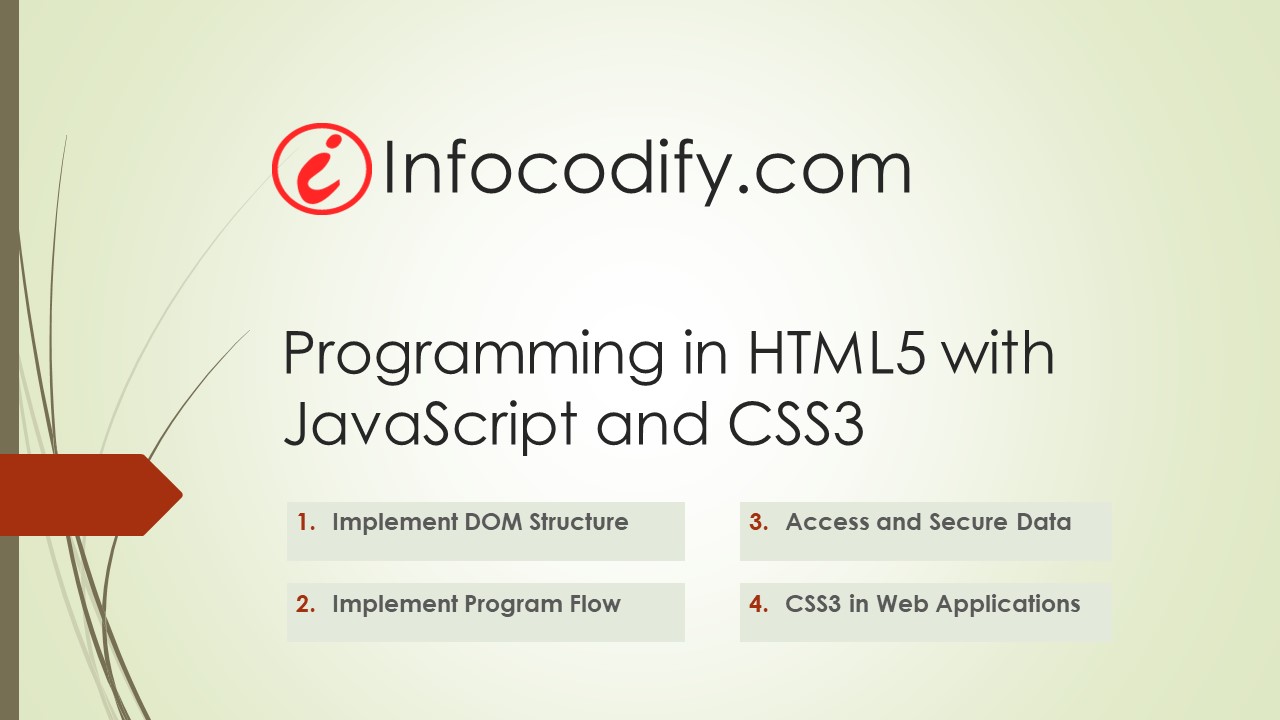 Infocodify.com
Programming in HTML5 with
JavaScript and CSS3
1. Implement DOM Structure
2. Implement Program Flow
3. Access and Secure Data
4. CSS3 in Web Applications